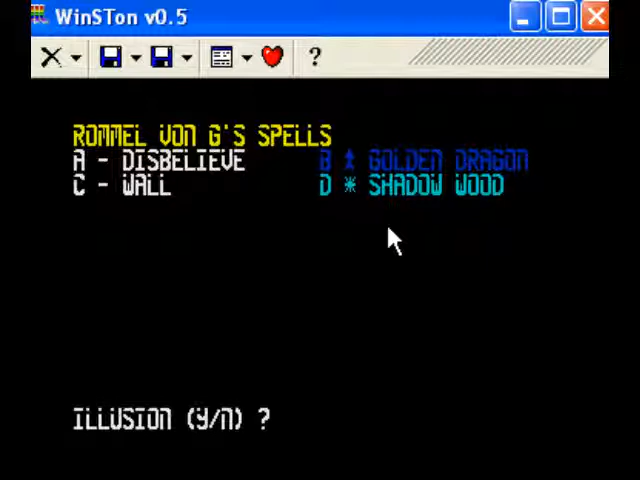 WinSTon v0.5
?
ROMMEL VON G'S SPELLS
A - DISBELIEVE B ↑ GOLDEN DRAGON
C - WALL D * SHADOW WOOD
ILLUSION (Y/N) ?